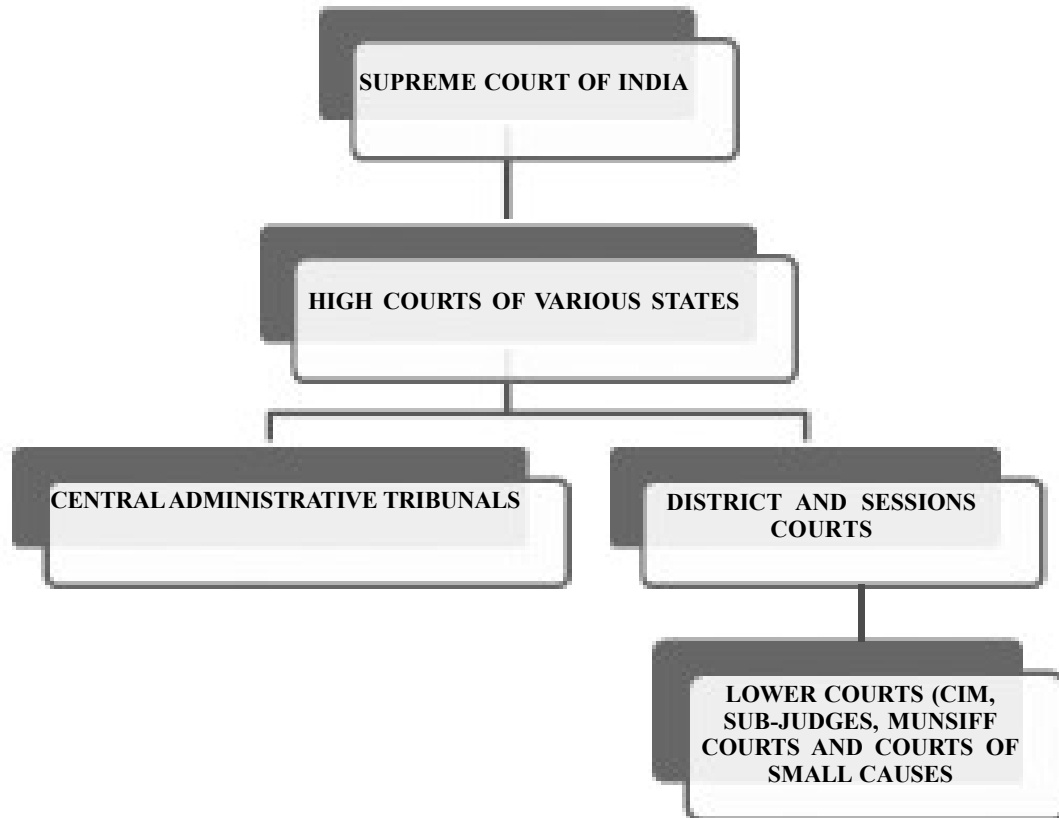 SUPREME COURT OF INDIA
HIGH COURTS OF VARIOUS STATES
CENTRAL ADMINISTRATIVE TRIBUNALS
DISTRICT AND SESSIONS
COURTS
LOWER COURTS (CIM,
SUB-JUDGES, MUNSIFF
COURTS AND COURTS OF
SMALL CAUSES